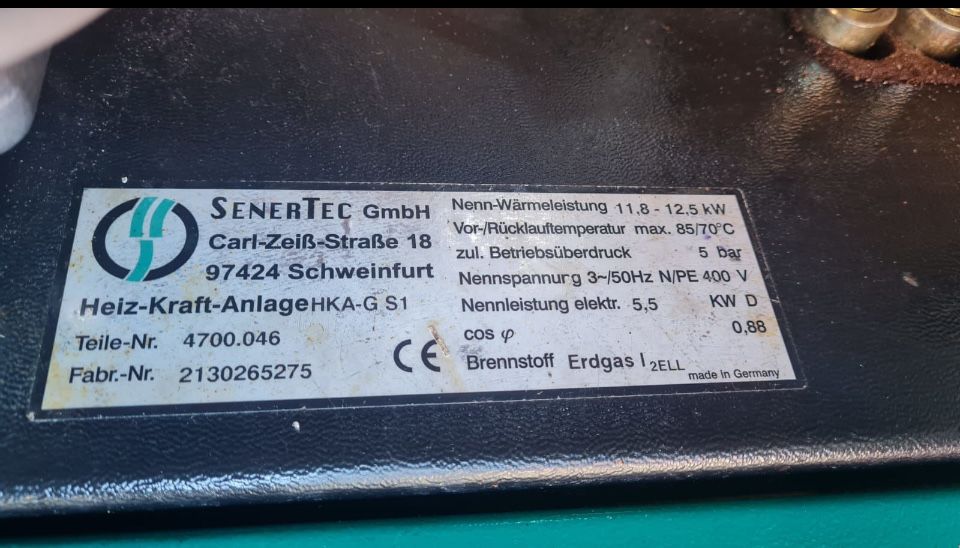 SENERTEC GmbH
Carl-Zeiß-Straße 18
97424 Schweinfurt
Heiz-Kraft-Anlage HKA-G S1
Teile-Nr. 4700.046
Fabr.-Nr. 2130265275
CE
Nenn-Wärmeleistung 11,8 - 12,5 kW
Vor-/Rücklauftemperatur max. 85/70°C
zul. Betriebsüberdruck 5 bar
Nennspannung 3~/50Hz N/PE 400 V
Nennleistung elektr. 5,5 KW D
cos φ 0,88
Brennstoff Erdgas I 2ELL
made in Germany